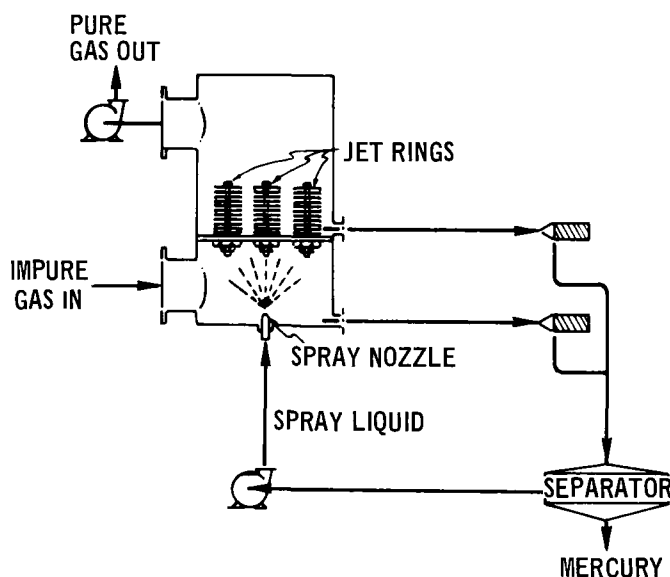 PURE
GAS OUT
JET RINGS
IMPURE
GAS IN
SPRAY NOZZLE
SPRAY LIQUID
SEPARATOR
MERCURY